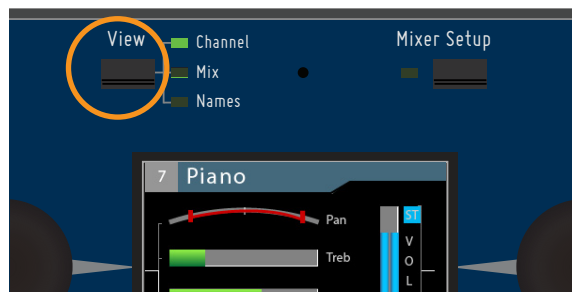 View
Channel
Mix
Names
Mixer Setup
7 Piano
Pan
ST
Treb
V
O
L